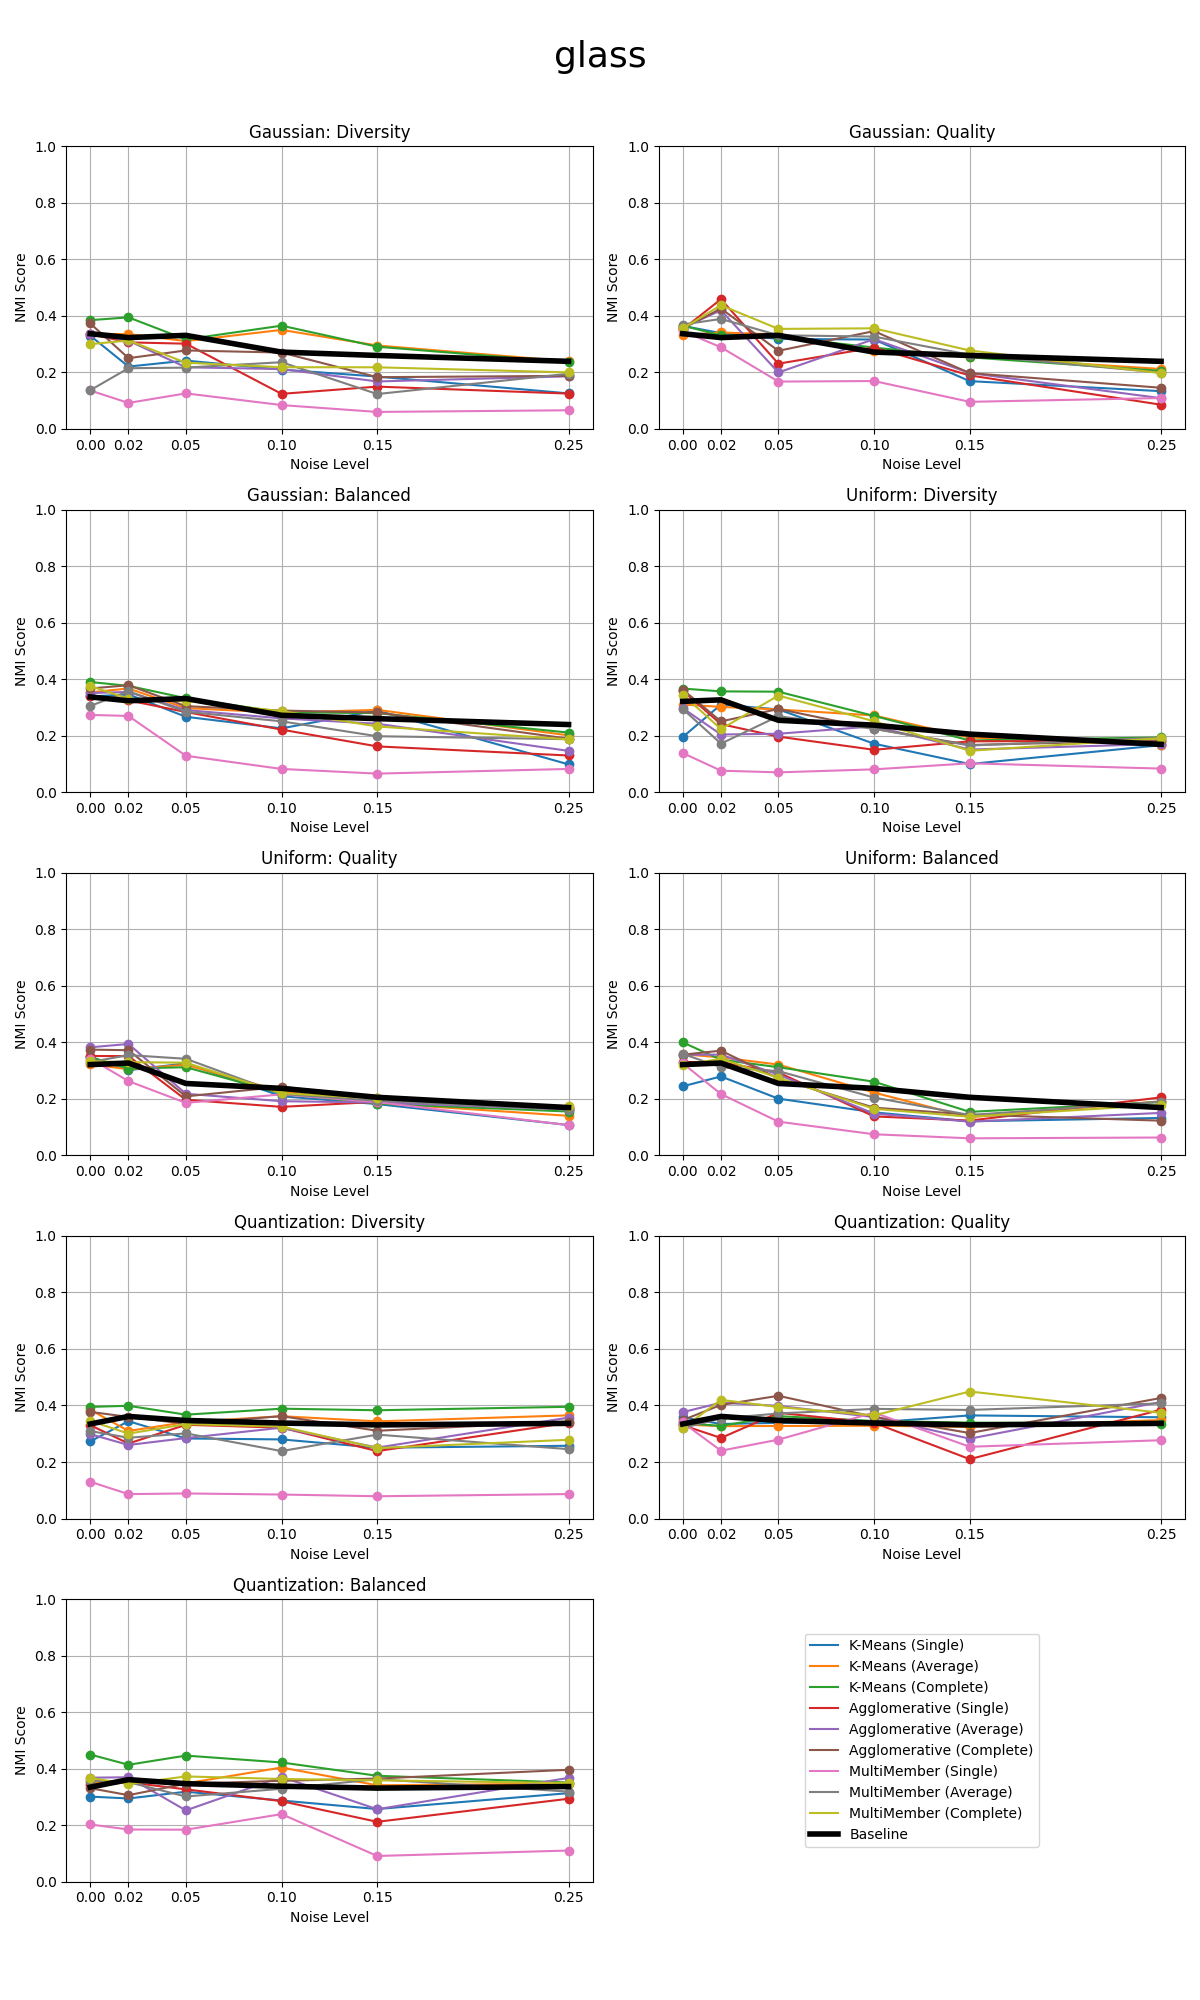 glass
Gaussian: Diversity
NMI Score
1.0
0.8
0.6
0.4
0.2
0.0
0.00 0.02 0.05 0.10 0.15 0.25
Noise Level
Gaussian: Quality
NMI Score
1.0
0.8
0.6
0.4
0.2
0.0
0.00 0.02 0.05 0.10 0.15 0.25
Noise Level
Gaussian: Balanced
NMI Score
1.0
0.8
0.6
0.4
0.2
0.0
0.00 0.02 0.05 0.10 0.15 0.25
Noise Level
Uniform: Diversity
NMI Score
1.0
0.8
0.6
0.4
0.2
0.0
0.00 0.02 0.05 0.10 0.15 0.25
Noise Level
Uniform: Quality
NMI Score
1.0
0.8
0.6
0.4
0.2
0.0
0.00 0.02 0.05 0.10 0.15 0.25
Noise Level
Uniform: Balanced
NMI Score
1.0
0.8
0.6
0.4
0.2
0.0
0.00 0.02 0.05 0.10 0.15 0.25
Noise Level
Quantization: Diversity
NMI Score
1.0
0.8
0.6
0.4
0.2
0.0
0.00 0.02 0.05 0.10 0.15 0.25
Noise Level
Quantization: Quality
NMI Score
1.0
0.8
0.6
0.4
0.2
0.0
0.00 0.02 0.05 0.10 0.15 0.25
Noise Level
Quantization: Balanced
NMI Score
1.0
0.8
0.6
0.4
0.2
0.0
0.00 0.02 0.05 0.10 0.15 0.25
Noise Level
K-Means (Single)
K-Means (Average)
K-Means (Complete)
Agglomerative (Single)
Agglomerative (Average)
Agglomerative (Complete)
MultiMember (Single)
MultiMember (Average)
MultiMember (Complete)
Baseline